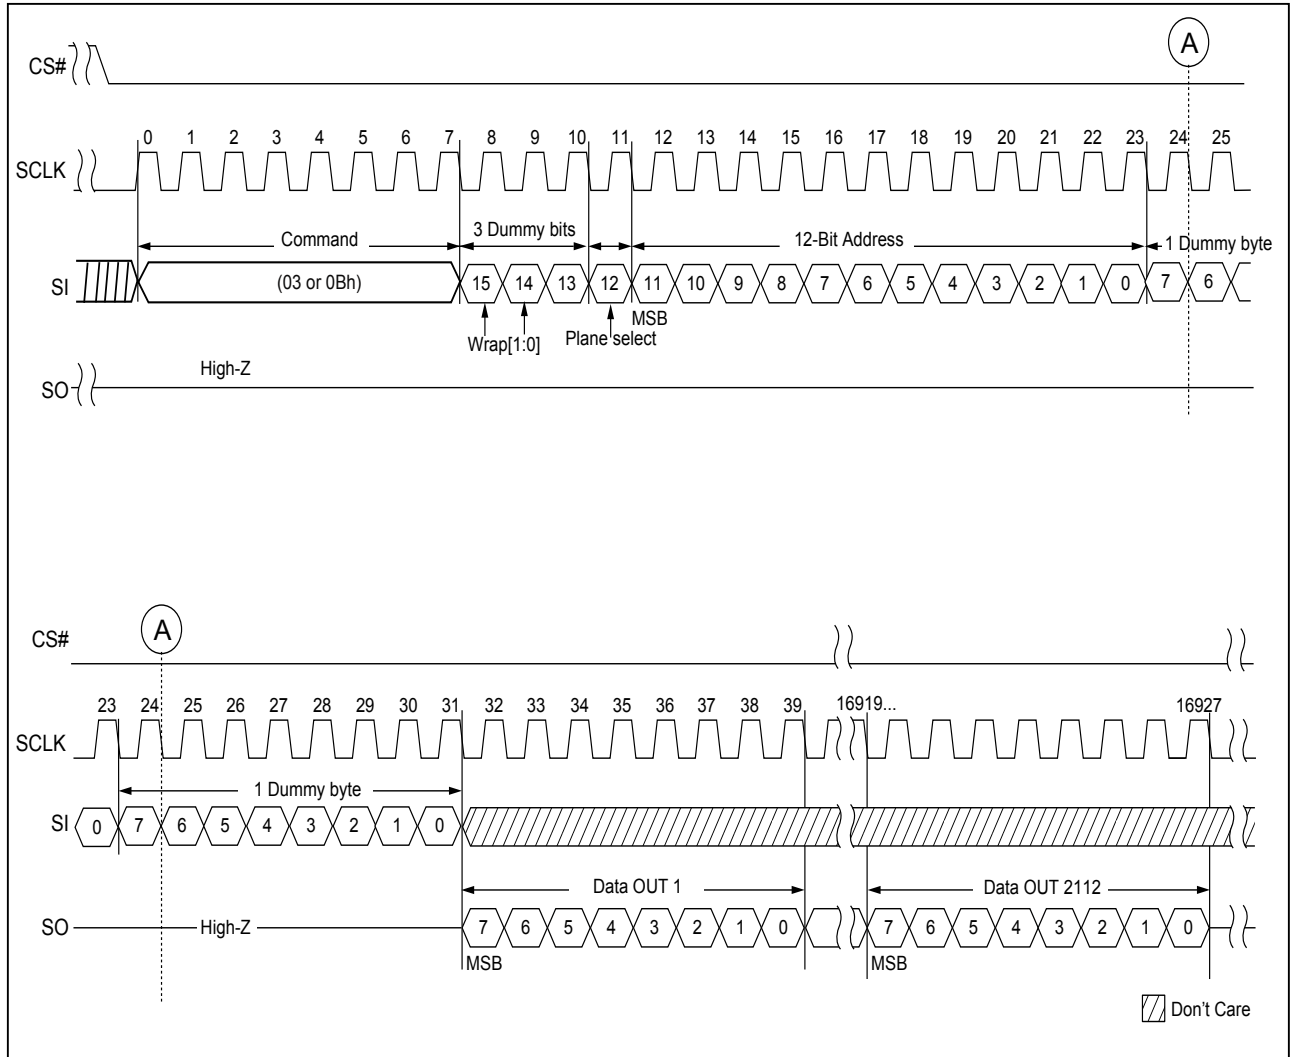 A
CS#
0 1 2 3 4 5 6 7 8 9 10 11 12 13 14 15 16 17 18 19 20 21 22 23 24 25
SCLK
Command 3 Dummy bits 12-Bit Address 1 Dummy byte
SI (03 or 0Bh) 15 14 13 12 11 10 9 8 7 6 5 4 3 2 1 0 7 6
MSB
Wrap[1:0] Plane select
High-Z
SO
A
CS#
23 24 25 26 27 28 29 30 31 32 33 34 35 36 37 38 39 16919... 16927
SCLK
1 Dummy byte
SI 0 7 6 5 4 3 2 1 0
Data OUT 1 Data OUT 2112
SO High-Z 7 6 5 4 3 2 1 0 7 6 5 4 3 2 1 0
MSB MSB
Don't Care